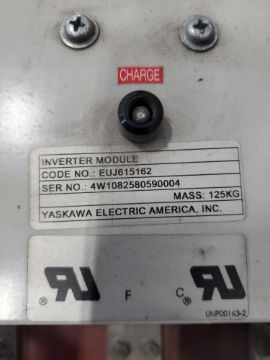 CHARGE
INVERTER MODULE
CODE NO.: EUJ615162
SER NO.: 4W1082580590004
MASS: 125KG
YASKAWA ELECTRIC AMERICA, INC.
® F C ®
UNP00163-2